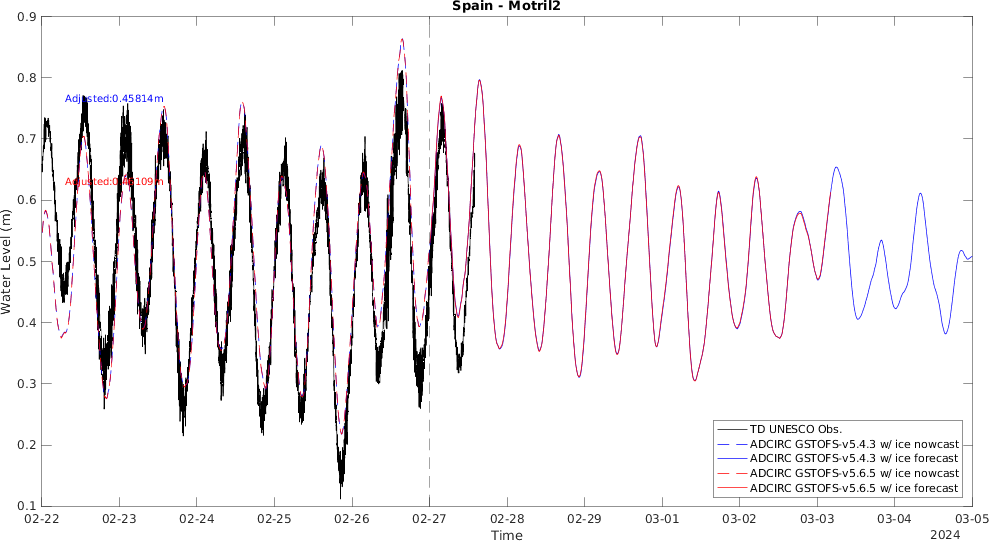 Spain - Motril2
0.9
0.8
0.7
0.6
0.5
0.4
0.3
0.2
0.1
Water Level (m)
Adjusted:0.45814m
02-22
02-23
02-24
02-25
02-26
02-27
02-28
02-29
03-01
03-02
03-03
03-04
03-05
Time
2024
TD UNESCO Obs.
ADCIRC GSTOFS-v5.4.3 w/ ice nowcast
ADCIRC GSTOFS-v5.4.3 w/ ice forecast
ADCIRC GSTOFS-v5.6.5 w/ ice nowcast
ADCIRC GSTOFS-v5.6.5 w/ ice forecast